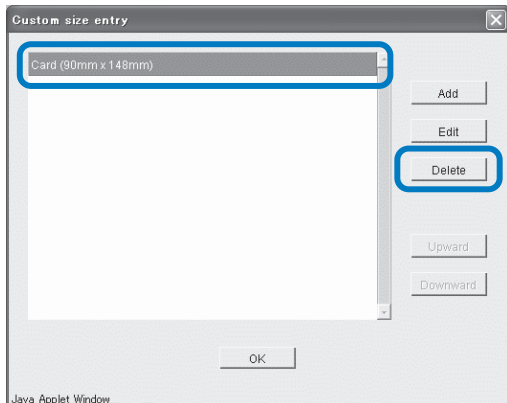 Custom size entry
Card (90mm x 148mm)
Add
Edit
Delete
Upward
Downward
OK
Java Applet Window